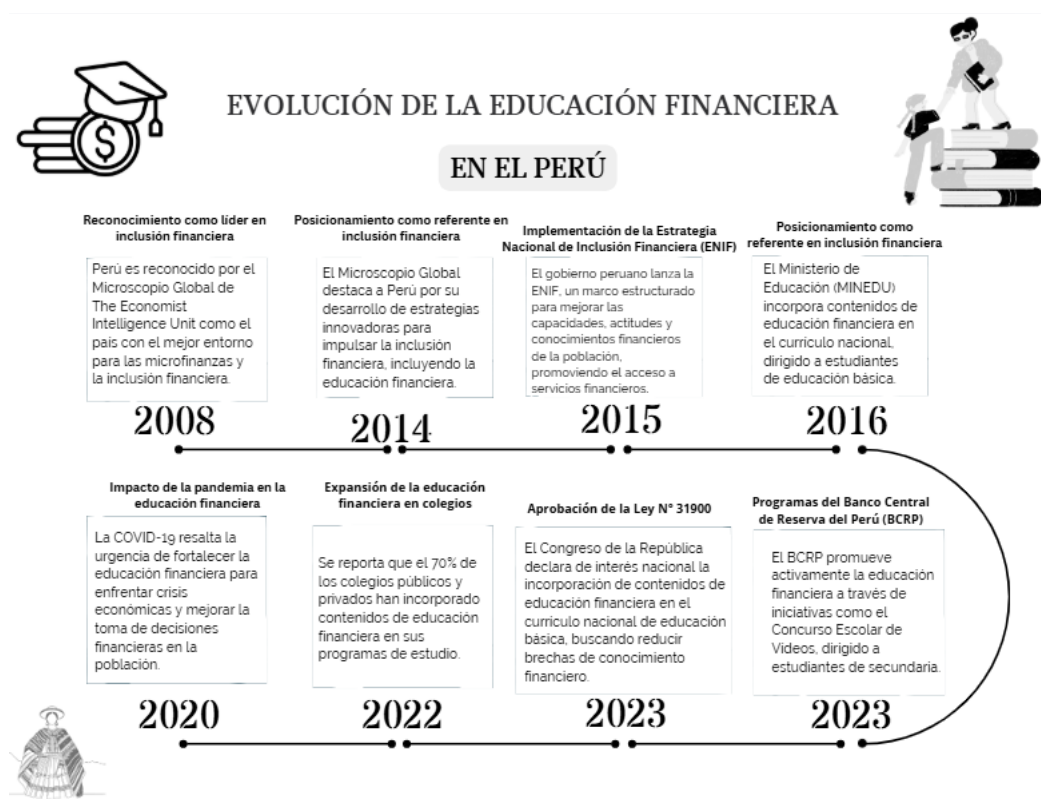 EVOLUCIÓN DE LA EDUCACIÓN FINANCIERA
EN EL PERÚ
Reconocimiento como líder en
inclusión financiera
Perú es reconocido por el
Microscopio Global de
The Economist
Intelligence Unit como el
país con el mejor entorno
para las microfinanzas y
la inclusión financiera.
2008
Posicionamiento como referente en
inclusión financiera
El Microscopio Global
destaca a Perú por su
desarrollo de estrategias
innovadoras para
impulsar la inclusión
financiera, incluyendo la
educación financiera.
2014
Implementación de la Estrategia
Nacional de Inclusión Financiera (ENIF)
El gobierno peruano lanza la
ENIF, un marco estructurado
para mejorar las
capacidades, actitudes y
conocimientos financieros
de la población,
promoviendo el acceso a
servicios financieros.
2015
Posicionamiento como
referente en inclusión financiera
El Ministerio de
Educación (MINEDU)
incorpora contenidos de
educación financiera en
el currículo nacional,
dirigido a estudiantes
de educación básica.
2016
Impacto de la pandemia en la
educación financiera
La COVID-19 resalta la
urgencia de fortalecer la
educación financiera para
enfrentar crisis
económicas y mejorar la
toma de decisiones
financieras en la
población.
2020
Expansión de la educación
financiera en colegios
Se reporta que el 70% de
los colegios públicos y
privados han incorporado
contenidos de educación
financiera en sus
programas de estudio.
2022
Aprobación de la Ley N° 31900
El Congreso de la República
declara de interés nacional la
incorporación de contenidos de
educación financiera en el
currículo nacional de educación
básica, buscando reducir
brechas de conocimiento
financiero.
2023
Programas del Banco Central
de Reserva del Perú (BCRP)
El BCRP promueve
activamente la educación
financiera a través de
iniciativas como el
Concurso Escolar de
Videos, dirigido a
estudiantes de secundaria.
2023